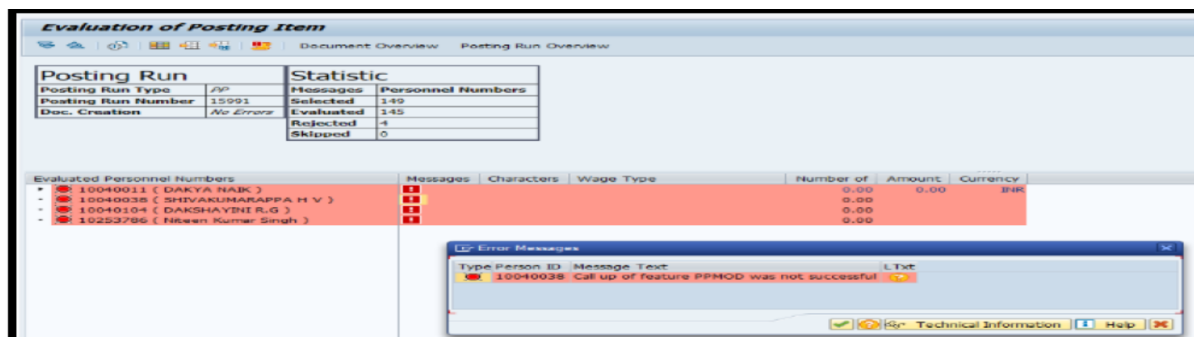 Evaluation of Posting Item
Document Overview Posting Run Overview
Posting Run Statistic
Posting Run Type PP Messages Personnel Numbers
Posting Run Number 15991 Selected 149
Doc. Creation No Errors Evaluated 145
Rejected 4
Skipped 0
Evaluated Personnel Numbers Messages Characters Wage Type Number of Amount Currency
10040011 ( DAKYA NAIK ) 0.00 0.00 INR
10040038 ( SHIVAKUMARAPPA H V ) 0.00
10040104 ( DAKSHAYINI R.G ) 0.00
10253786 ( Niteen Kumar Singh ) 0.00
Error Messages
Type Person ID Message Text LTxt
10040038 Call up of feature PPMOD was not successful
Technical Information Help